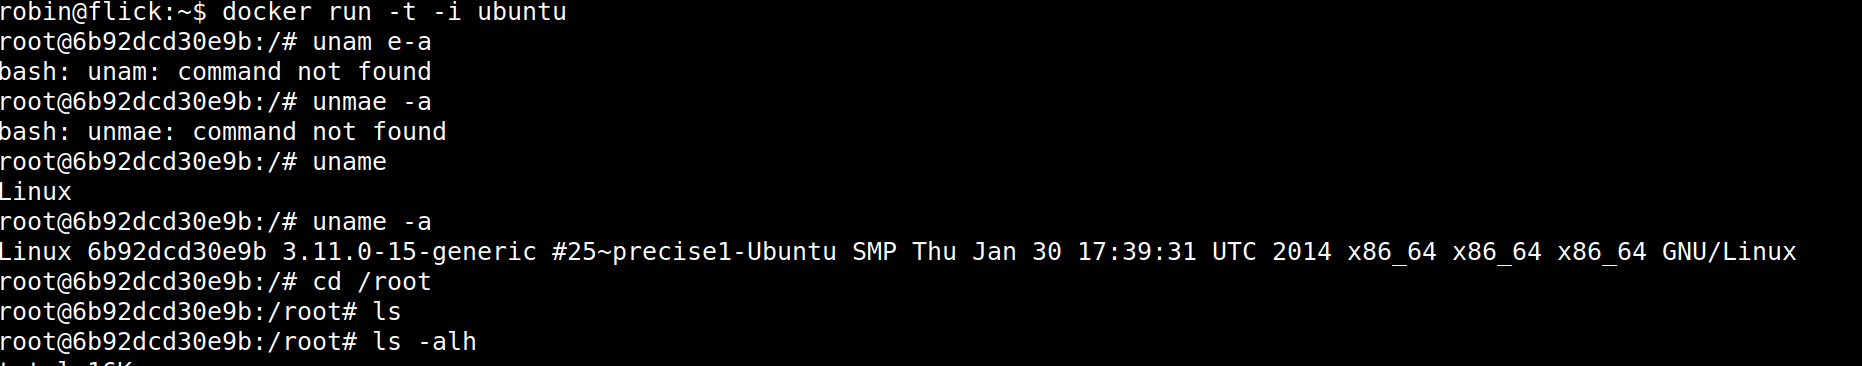 robin@flick:~$ docker run -t -i ubuntu
root@6b92dcd30e9b:/# unam e-a
bash: unam: command not found
root@6b92dcd30e9b:/# unmae -a
bash: unmae: command not found
root@6b92dcd30e9b:/# uname
Linux
root@6b92dcd30e9b:/# uname -a
Linux 6b92dcd30e9b 3.11.0-15-generic #25~precise1-Ubuntu SMP Thu Jan 30 17:39:31 UTC 2014 x86_64 x86_64 x86_64 GNU/Linux
root@6b92dcd30e9b:/# cd /root
root@6b92dcd30e9b:/root# ls
root@6b92dcd30e9b:/root# ls -alh